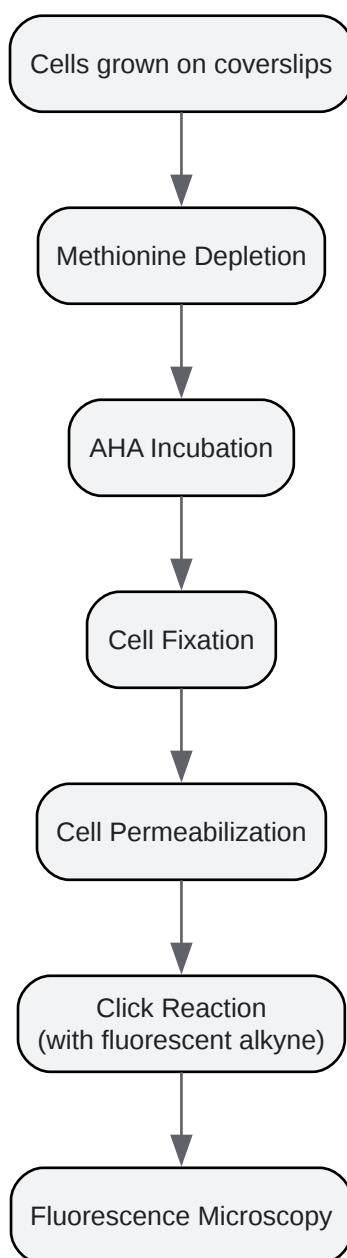 Cells grown on coverslips
Methionine Depletion
AHA Incubation
Cell Fixation
Cell Permeabilization
Click Reaction
(with fluorescent alkyne)
Fluorescence Microscopy